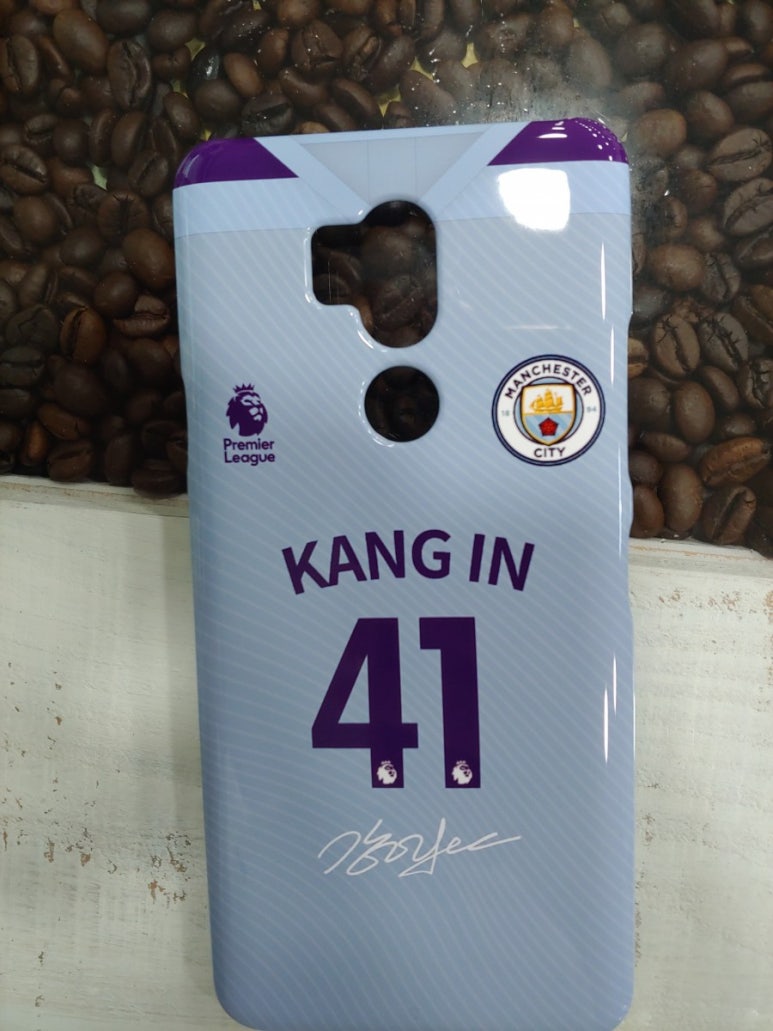 Premier
League
MANCHESTER
18 94
CITY
KANG IN
41